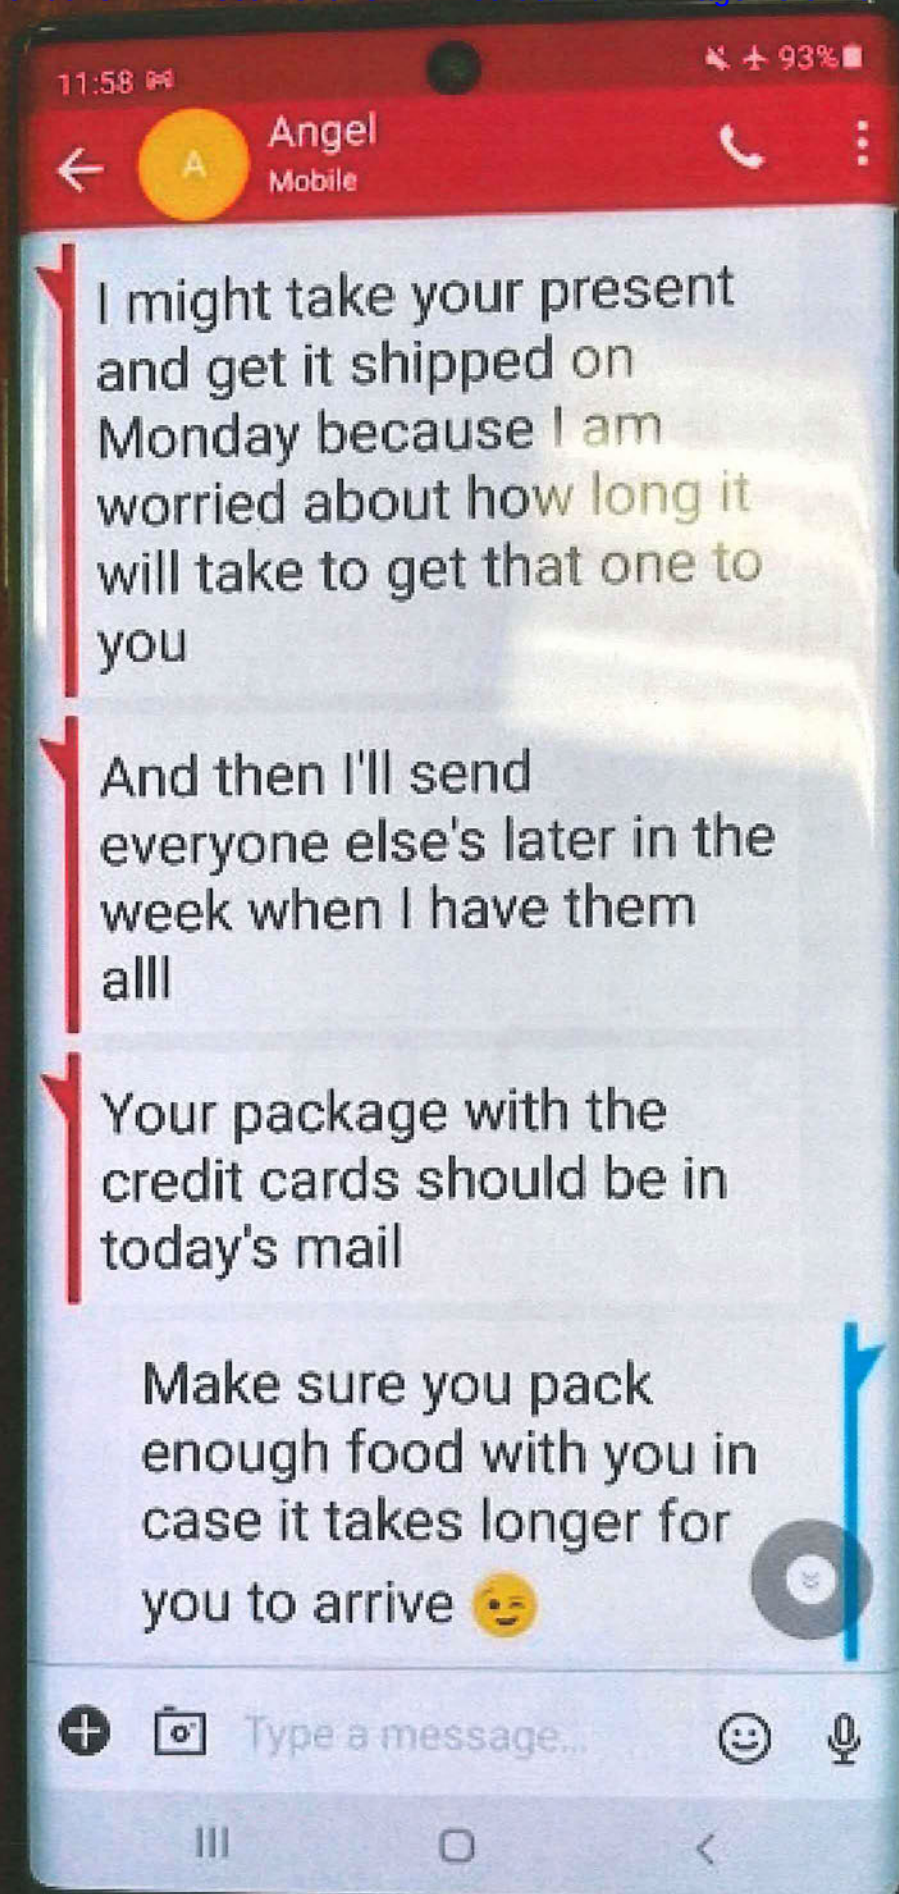 11:58
93%
A
Angel
Mobile
I might take your present
and get it shipped on
Monday because I am
worried about how long it
will take to get that one to
you
And then I'll send
everyone else's later in the
week when I have them
alll
Your package with the
credit cards should be in
today's mail
Make sure you pack
enough food with you in
case it takes longer for
you to arrive 😉
Type a message...